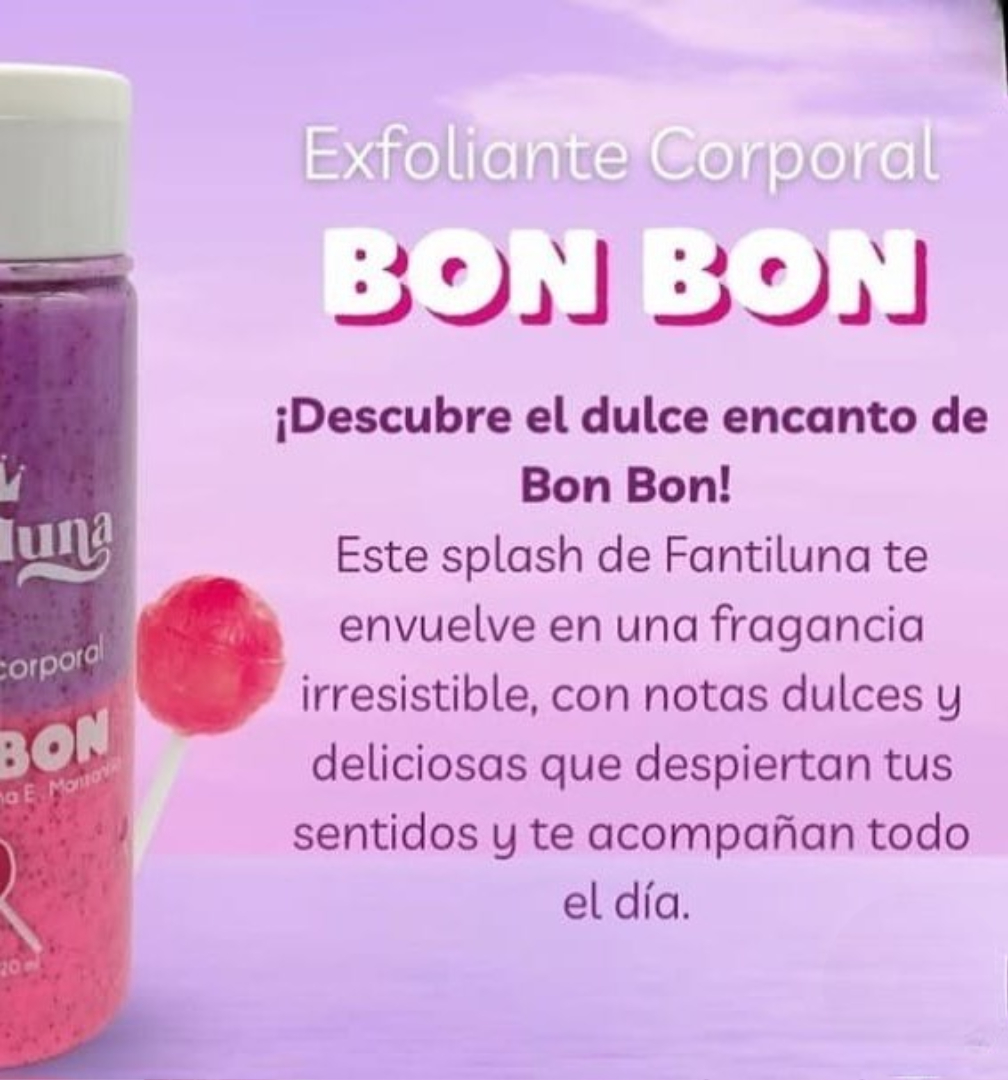 Exfoliante Corporal
BON BON
¡Descubre el dulce encanto de
Bon Bon!
Este splash de Fantiluna te
envuelve en una fragancia
irresistible, con notas dulces y
deliciosas que despiertan tus
sentidos y te acompañan todo
el día.
luna
corporal
BON